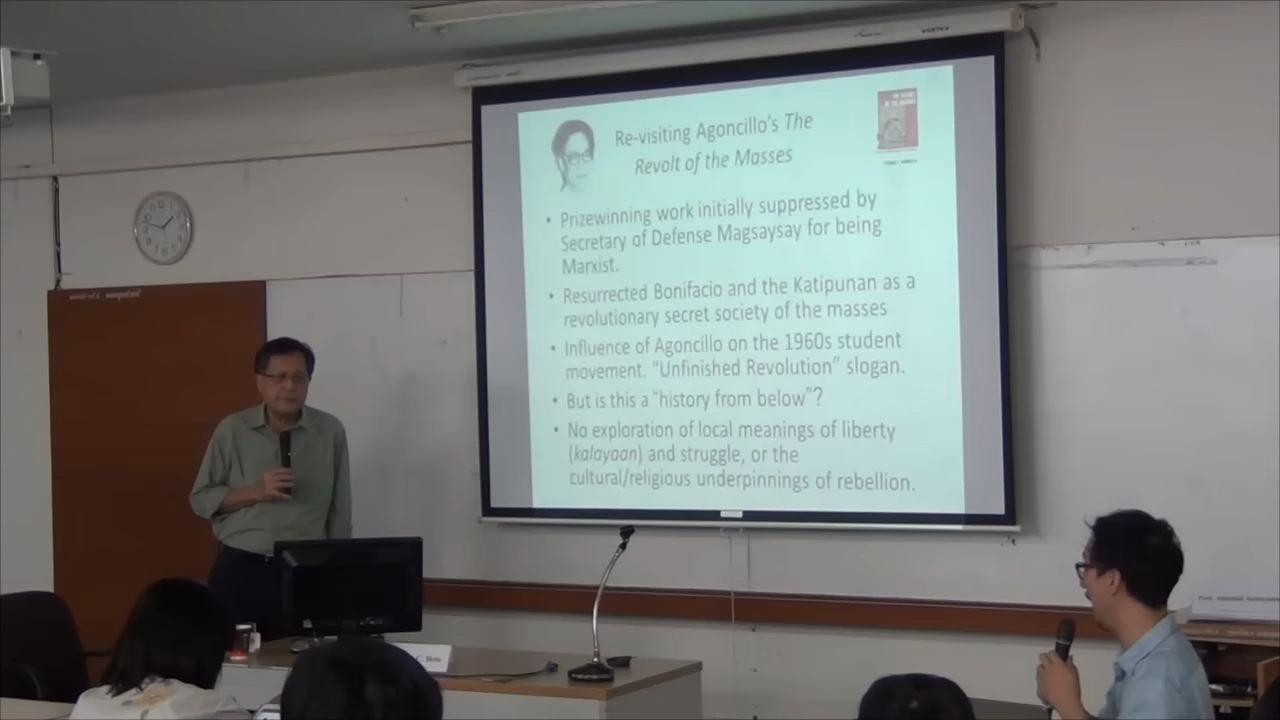 Re-visiting Agoncillo's The
Revolt of the Masses
• Prizewinning work initially suppressed by
Secretary of Defense Magsaysay for being
Marxist.
• Resurrected Bonifacio and the Katipunan as a
revolutionary secret society of the masses
• Influence of Agoncillo on the 1960s student
movement. "Unfinished Revolution" slogan.
• But is this a "history from below"?
• No exploration of local meanings of liberty
(kalayaan) and struggle, or the
cultural/religious underpinnings of rebellion.